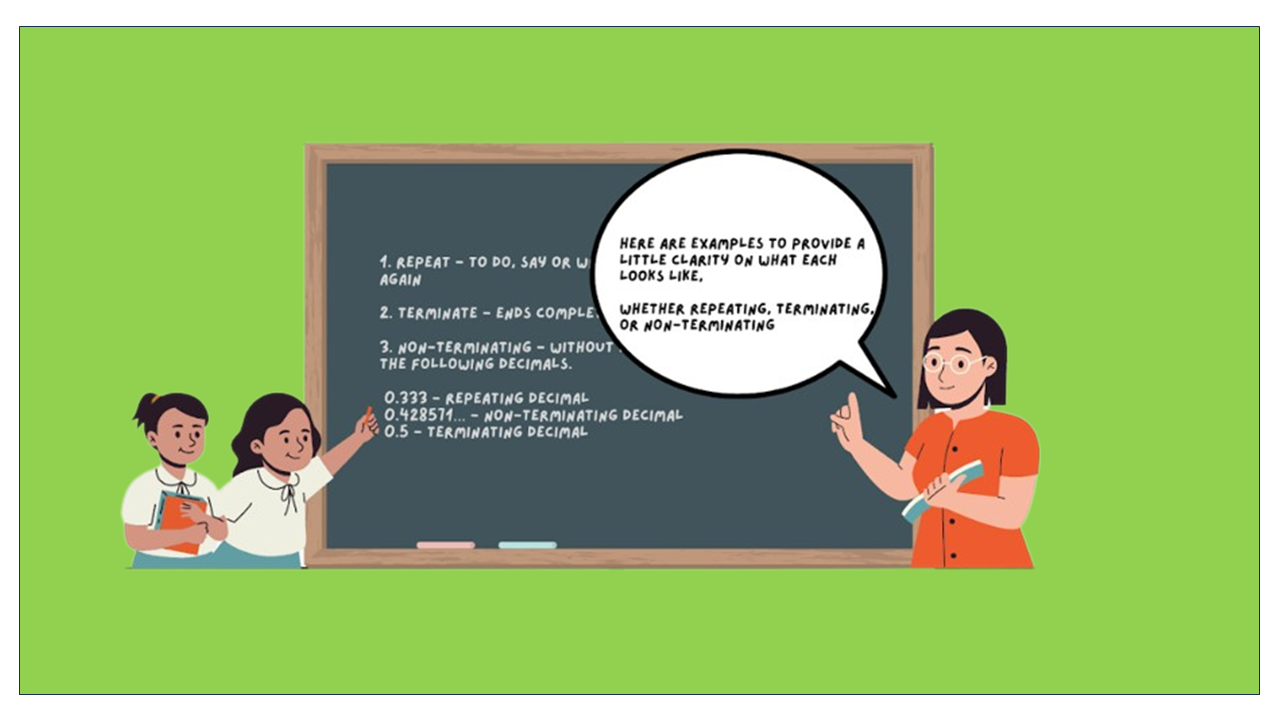 1. REPEAT – TO DO, SAY OR
AGAIN
2. TERMINATE – ENDS
3. NON-TERMINATING – WITHOUT
THE FOLLOWING DECIMALS.
0.333 – REPEATING DECIMAL
0.428571... – NON-TERMINATING DECIMAL
0.5 – TERMINATING DECIMAL
HERE ARE EXAMPLES TO PROVIDE A
LITTLE CLARITY ON WHAT EACH
LOOKS LIKE,
WHETHER REPEATING, TERMINATING,
OR NON-TERMINATING